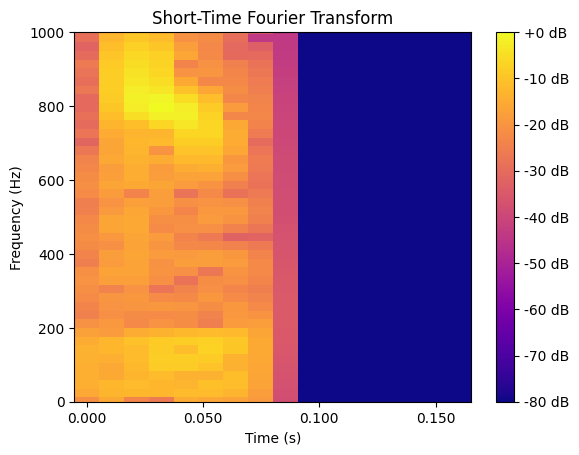 Short-Time Fourier Transform
1000
800
600
400
200
0
Frequency (Hz)
0.000
0.050
0.100
0.150
Time (s)
+0 dB
-10 dB
-20 dB
-30 dB
-40 dB
-50 dB
-60 dB
-70 dB
-80 dB